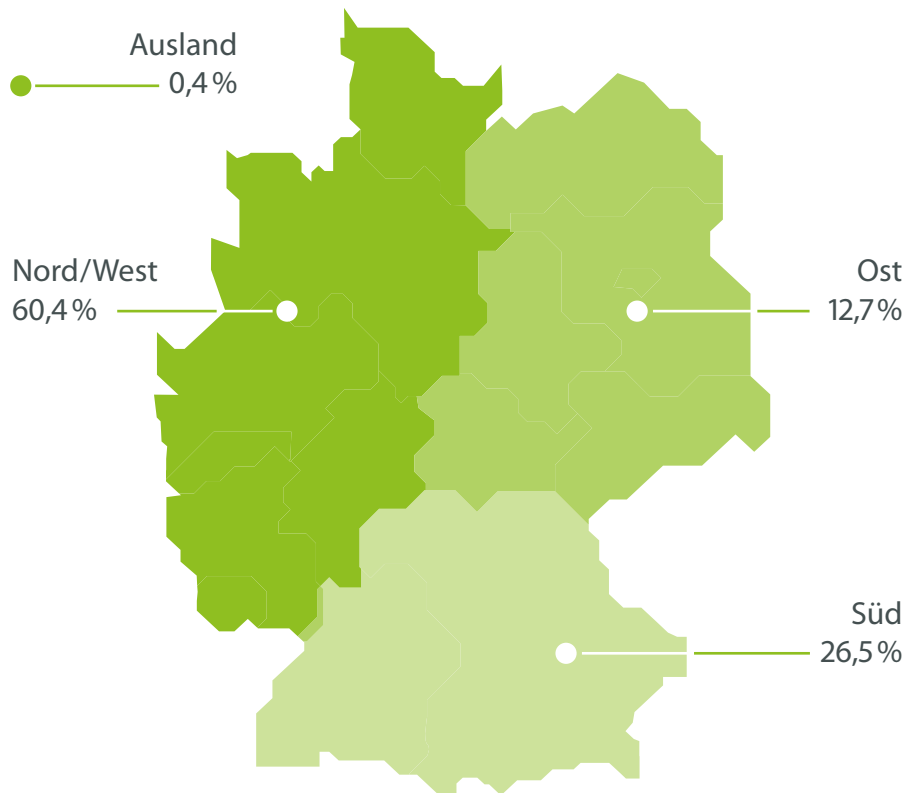 Ausland
0,4 %
Nord/West
60,4 %
Ost
12,7 %
Süd
26,5 %